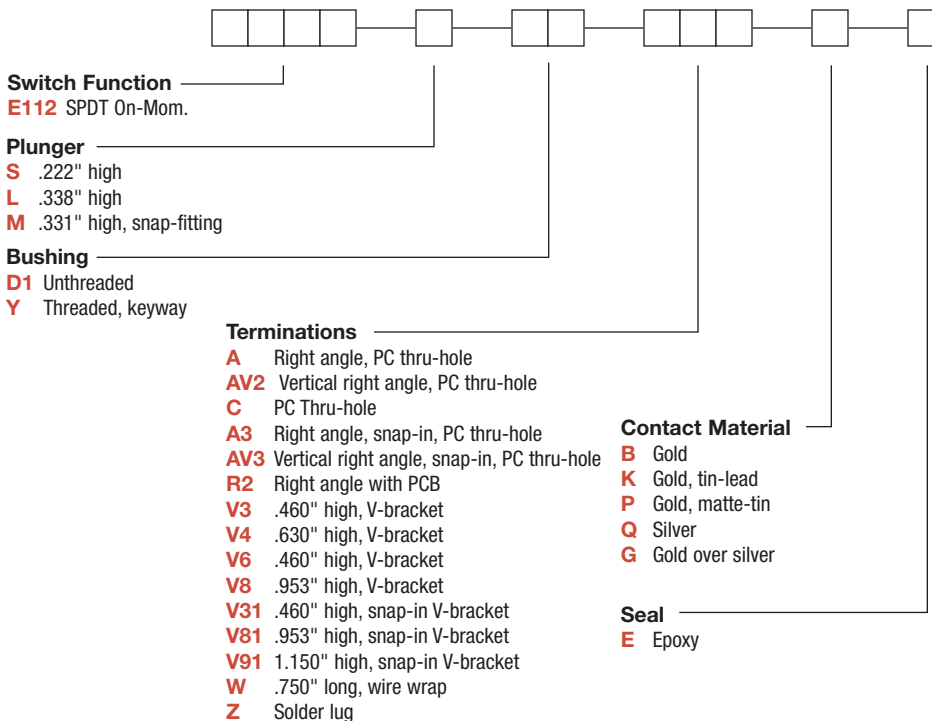 Switch Function
E112 SPDT On-Mom.
Plunger
S .222" high
L .338" high
M .331" high, snap-fitting
Bushing
D1 Unthreaded
Y Threaded, keyway
Terminations
A Right angle, PC thru-hole
AV2 Vertical right angle, PC thru-hole
C PC Thru-hole
A3 Right angle, snap-in, PC thru-hole
AV3 Vertical right angle, snap-in, PC thru-hole
R2 Right angle with PCB
V3 .460" high, V-bracket
V4 .630" high, V-bracket
V6 .460" high, V-bracket
V8 .953" high, V-bracket
V31 .460" high, snap-in V-bracket
V81 .953" high, snap-in V-bracket
V91 1.150" high, snap-in V-bracket
W .750" long, wire wrap
Z Solder lug
Contact Material
B Gold
K Gold, tin-lead
P Gold, matte-tin
Q Silver
G Gold over silver
Seal
E Epoxy